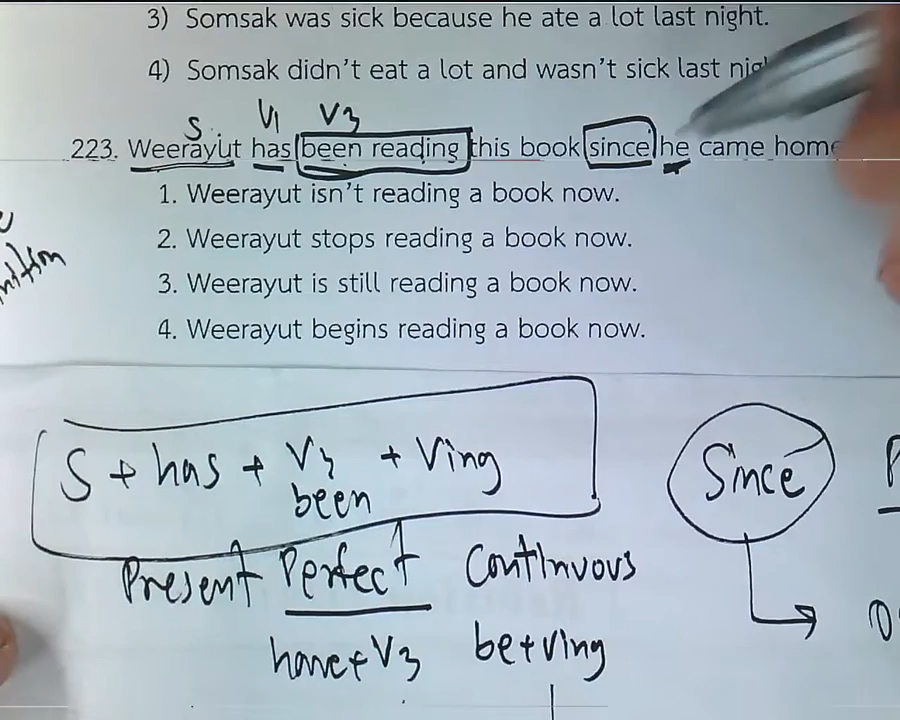 3) Somsak was sick because he ate a lot last night.
4) Somsak didn't eat a lot and wasn't sick last
S V1 V3
223. Weerayut has been reading this book since he came
1. Weerayut isn't reading a book now.
2. Weerayut stops reading a book now.
3. Weerayut is still reading a book now.
4. Weerayut begins reading a book now.
S + has + V3 + Ving
been
Since
Present Perfect Continuous
have+V3 be+Ving